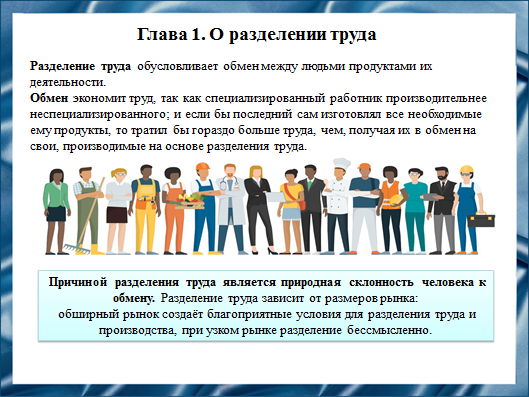 Глава 1. О разделении труда
Разделение труда обусловливает обмен между людьми продуктами их
деятельности.
Обмен экономит труд, так как специализированный работник производительнее
неспециализированного; и если бы последний сам изготовлял все необходимые
ему продукты, то тратил бы гораздо больше труда, чем, получая их в обмен на
свои, производимые на основе разделения труда.
Причиной разделения труда является природная склонность человека к
обмену. Разделение труда зависит от размеров рынка:
обширный рынок создаёт благоприятные условия для разделения труда и
производства, при узком рынке разделение бессмысленно.